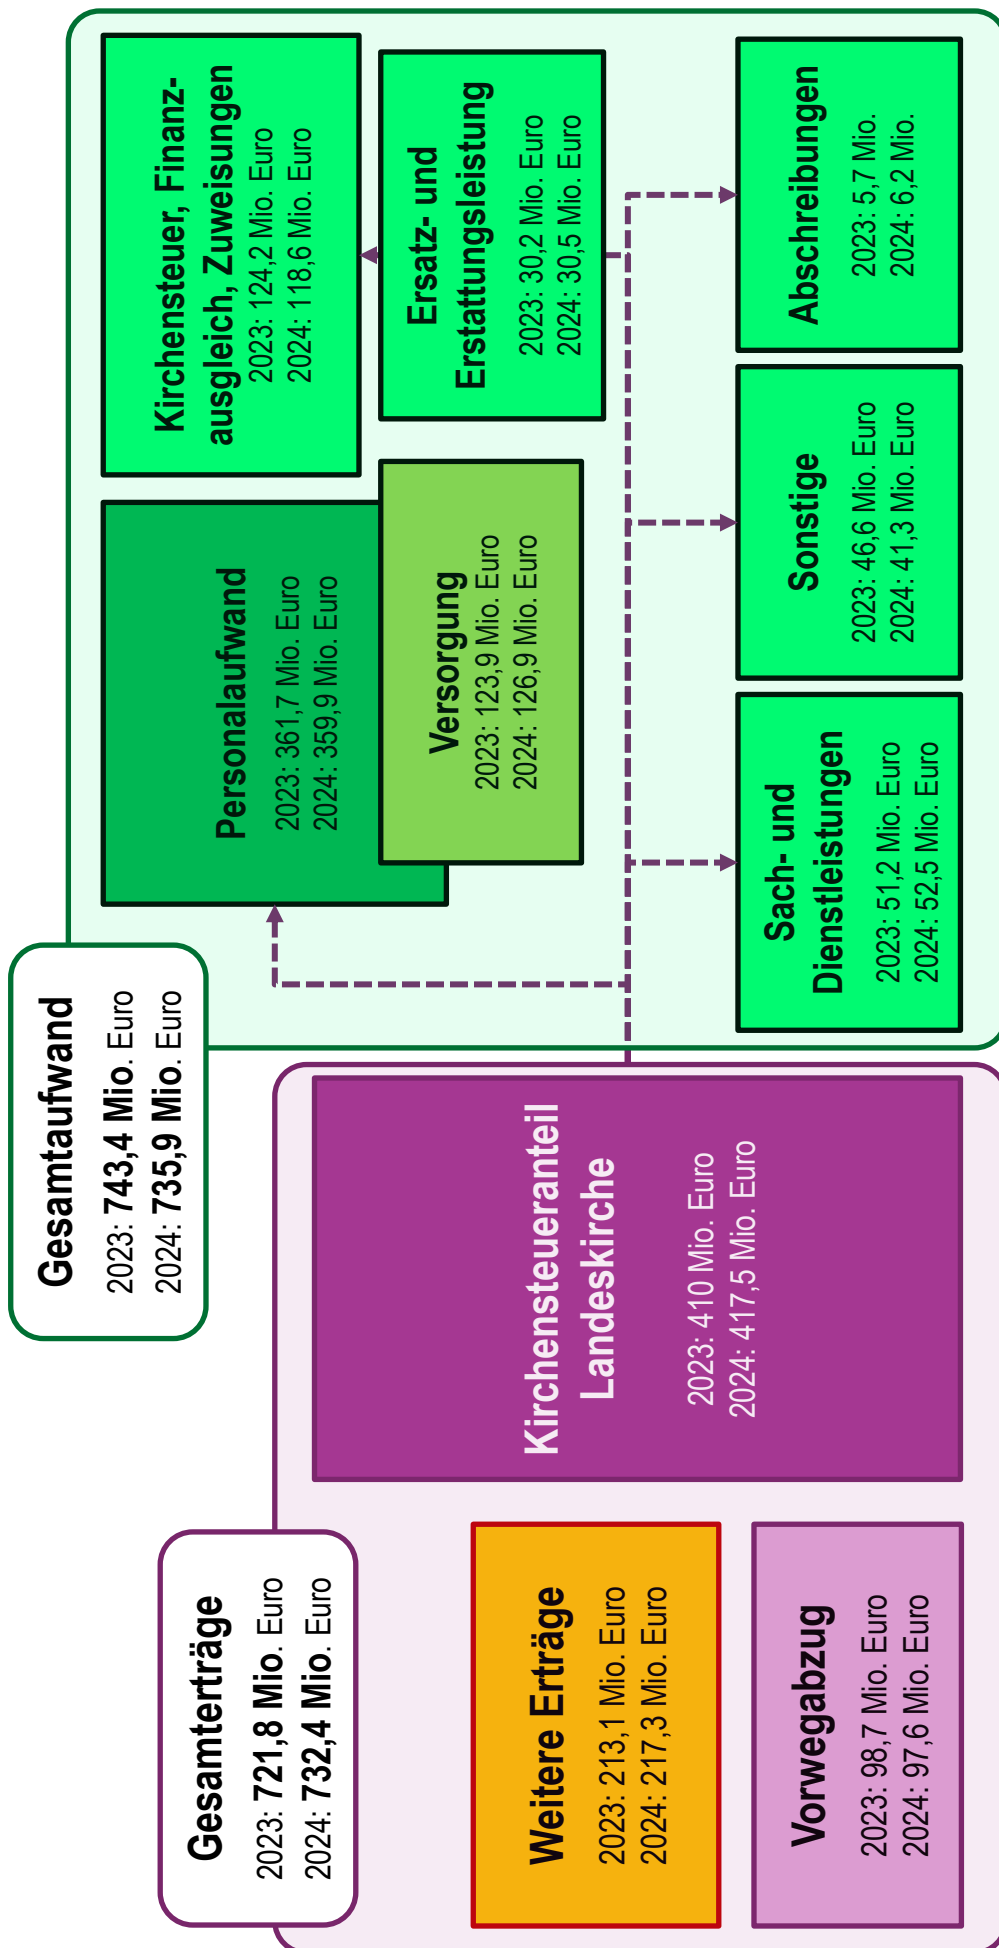 Gesamterträge
2023: 721,8 Mio. Euro
2024: 732,4 Mio. Euro
Weitere Erträge
2023: 213,1 Mio. Euro
2024: 217,3 Mio. Euro
Vorwegabzug
2023: 98,7 Mio. Euro
2024: 97,6 Mio. Euro
Kirchensteueranteil
Landeskirche
2023: 410 Mio. Euro
2024: 417,5 Mio. Euro
Gesamtaufwand
2023: 743,4 Mio. Euro
2024: 735,9 Mio. Euro
Personalaufwand
2023: 361,7 Mio. Euro
2024: 359,9 Mio. Euro
Versorgung
2023: 123,9 Mio. Euro
2024: 126,9 Mio. Euro
Kirchensteuer, Finanz-
ausgleich, Zuweisungen
2023: 124,2 Mio. Euro
2024: 118,6 Mio. Euro
Ersatz- und
Erstattungsleistung
2023: 30,2 Mio. Euro
2024: 30,5 Mio. Euro
Sach- und
Dienstleistungen
2023: 51,2 Mio. Euro
2024: 52,5 Mio. Euro
Sonstige
2023: 46,6 Mio. Euro
2024: 41,3 Mio. Euro
Abschreibungen
2023: 5,7 Mio.
2024: 6,2 Mio.